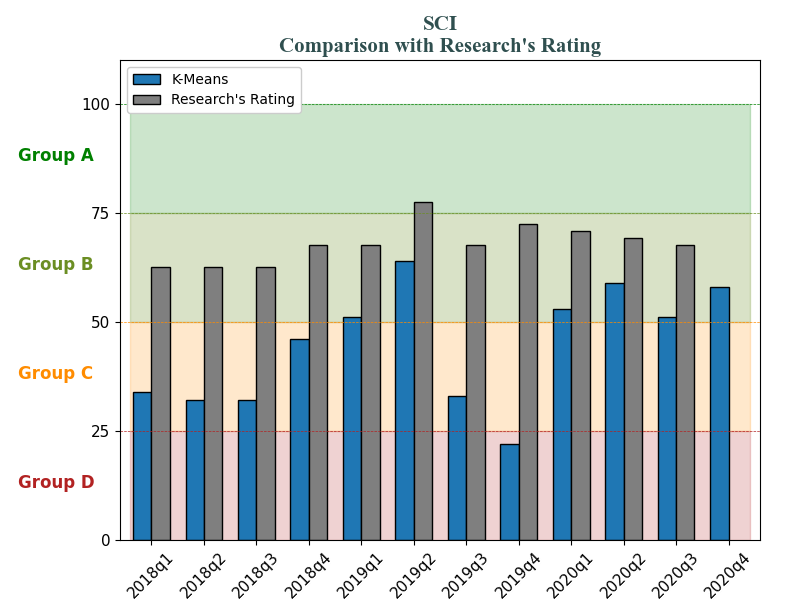 SCI
Comparison with Research's Rating
K-Means
Research's Rating
100
Group A
75
Group B
50
Group C
25
Group D
0
2018q1 2018q2 2018q3 2018q4 2019q1 2019q2 2019q3 2019q4 2020q1 2020q2 2020q3 2020q4